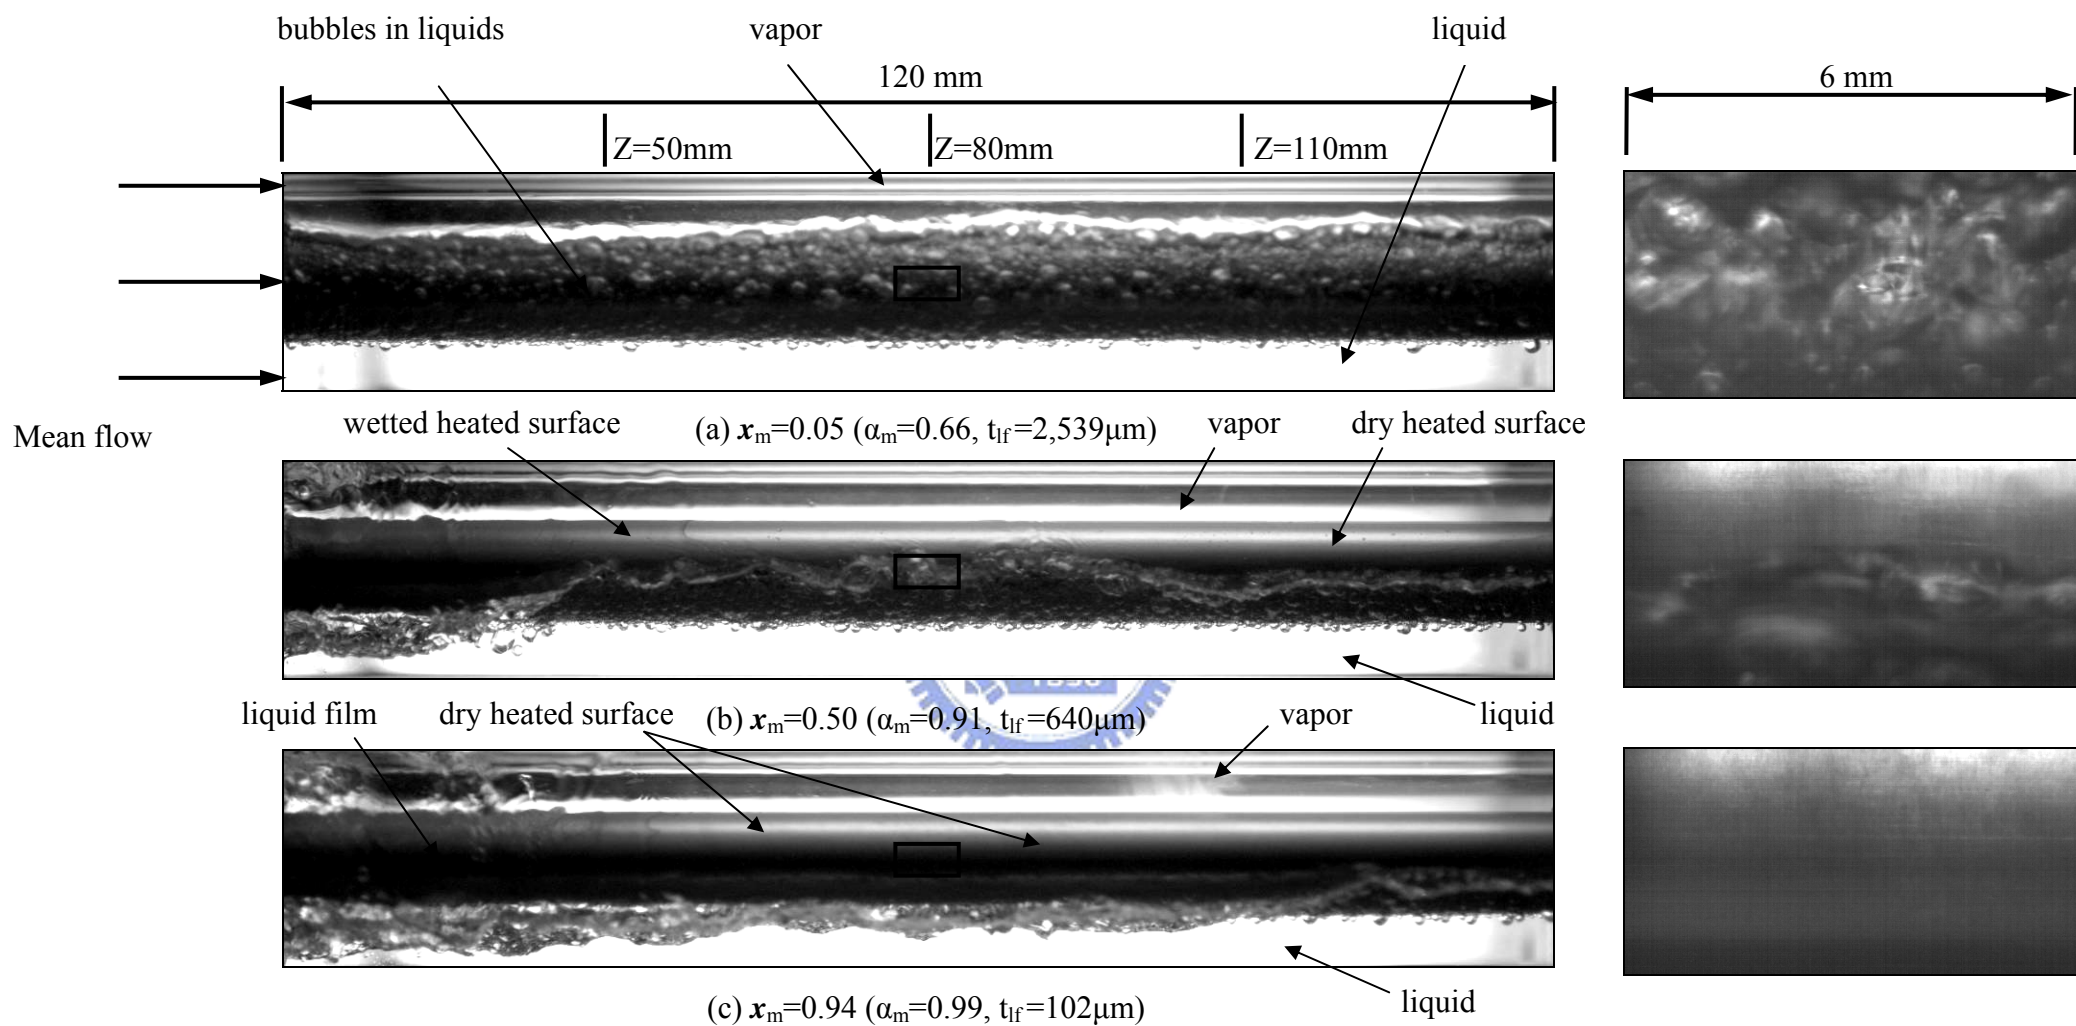 bubbles in liquids vapor liquid
120 mm 6 mm
Z=50mm Z=80mm Z=110mm
Mean flow
(a) xₘ=0.05 (αₘ=0.66, tₗf=2,539μm)
wetted heated surface vapor dry heated surface
(b) xₘ=0.50 (αₘ=0.91, tₗf=640μm)
liquid
liquid film dry heated surface vapor
(c) xₘ=0.94 (αₘ=0.99, tₗf=102μm)
liquid